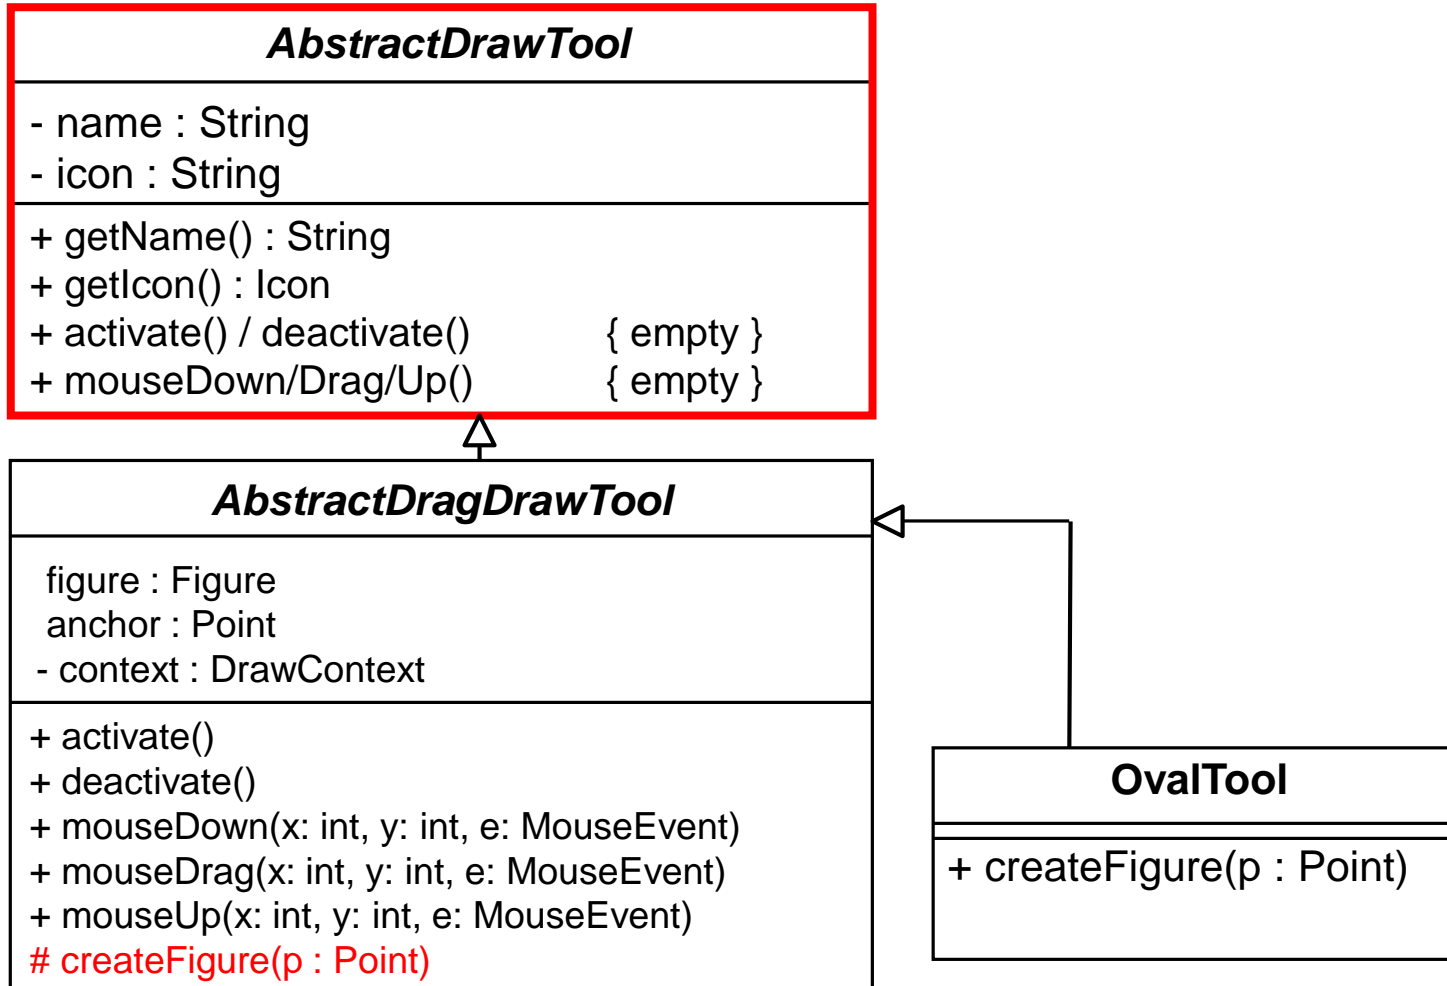 AbstractDrawTool
- name : String
- icon : String
+ getName() : String
+ getIcon() : Icon
+ activate() / deactivate() { empty }
+ mouseDown/Drag/Up() { empty }
AbstractDragDrawTool
figure : Figure
anchor : Point
- context : DrawContext
+ activate()
+ deactivate()
+ mouseDown(x: int, y: int, e: MouseEvent)
+ mouseDrag(x: int, y: int, e: MouseEvent)
+ mouseUp(x: int, y: int, e: MouseEvent)
# createFigure(p : Point)
OvalTool
+ createFigure(p : Point)